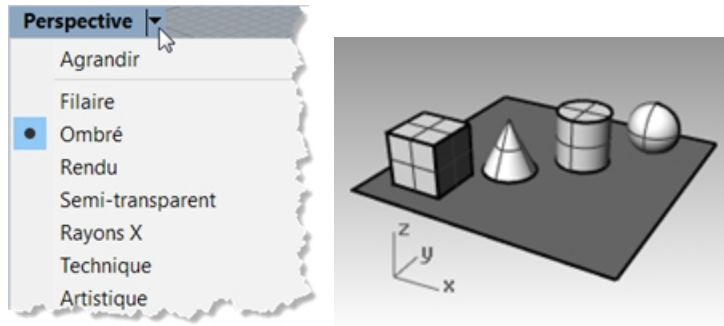 Perspective
Agrandir
Filaire
Ombré
Rendu
Semi-transparent
Rayons X
Technique
Artistique
z
y
x